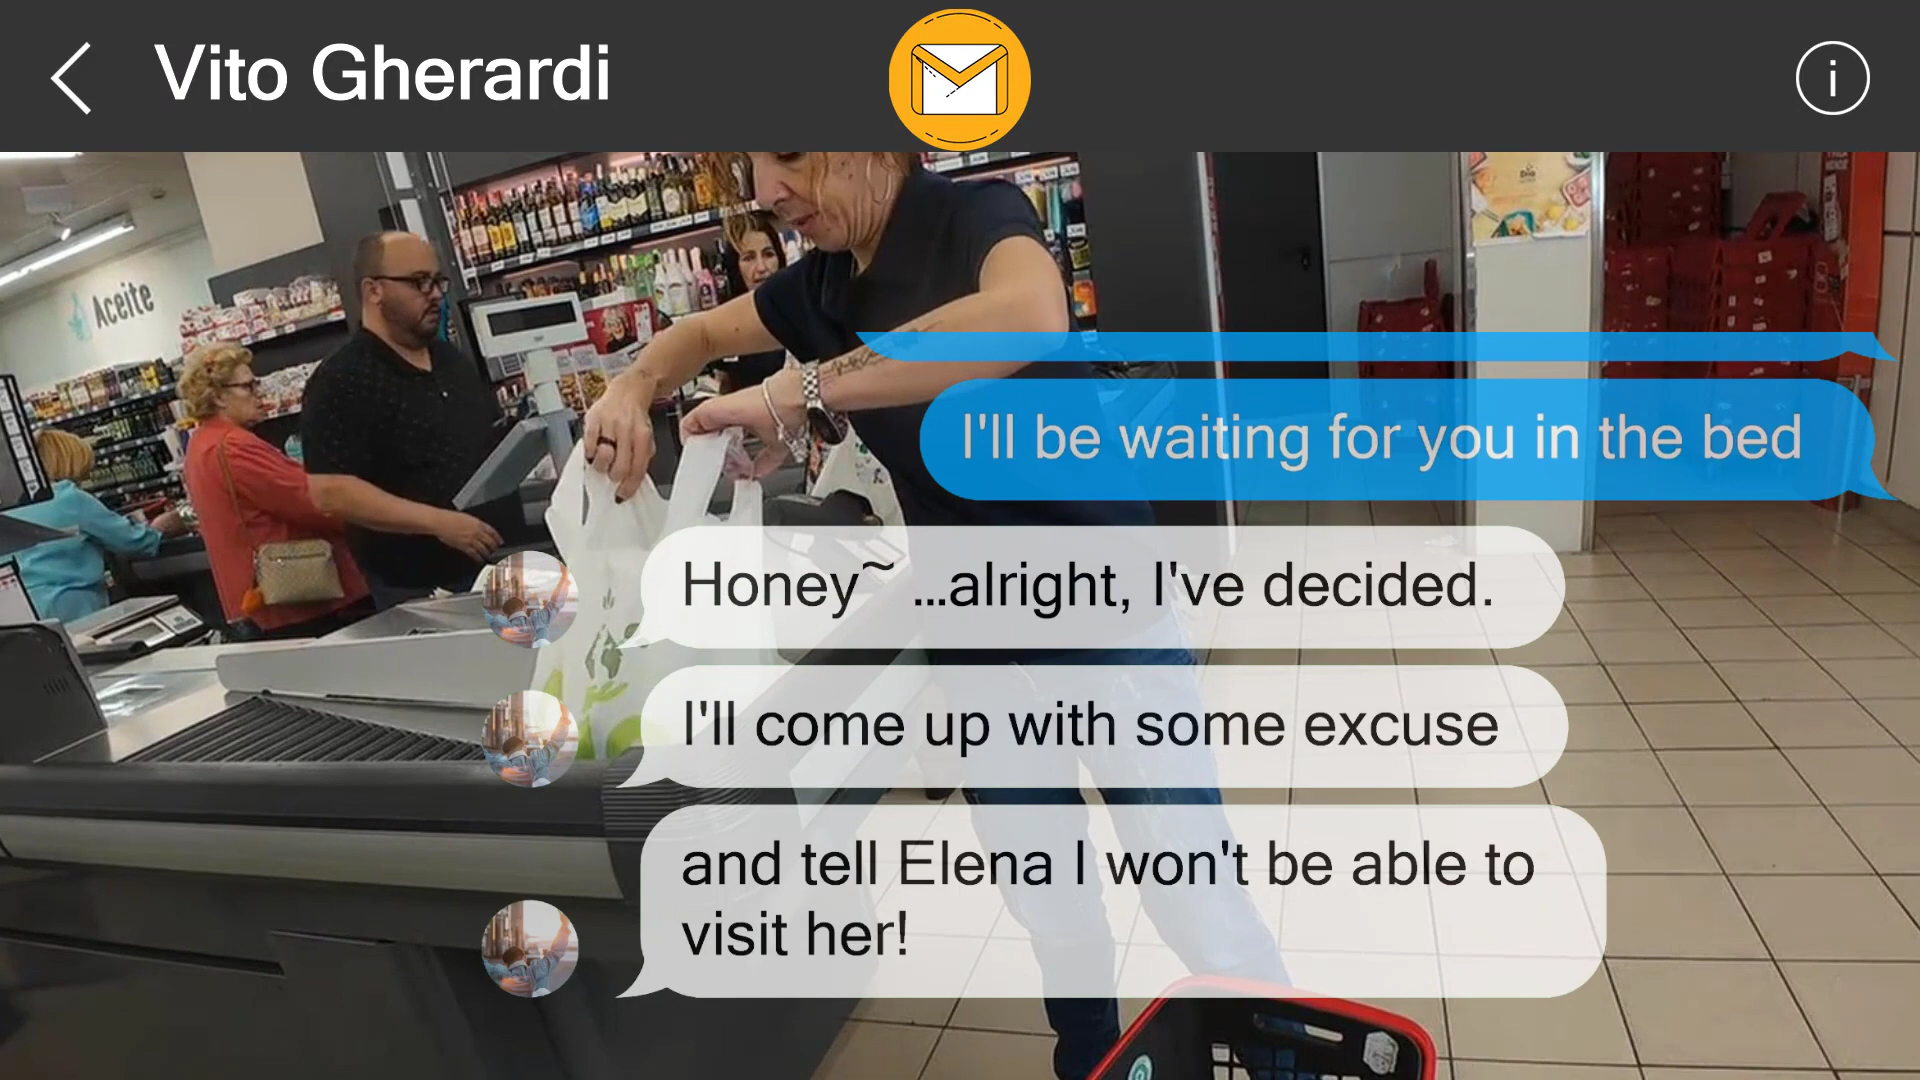 Vito Gherardi
i
Aceite
Dia
I'll be waiting for you in the bed
Honey~ ...alright, I've decided.
I'll come up with some excuse
and tell Elena I won't be able to
visit her!